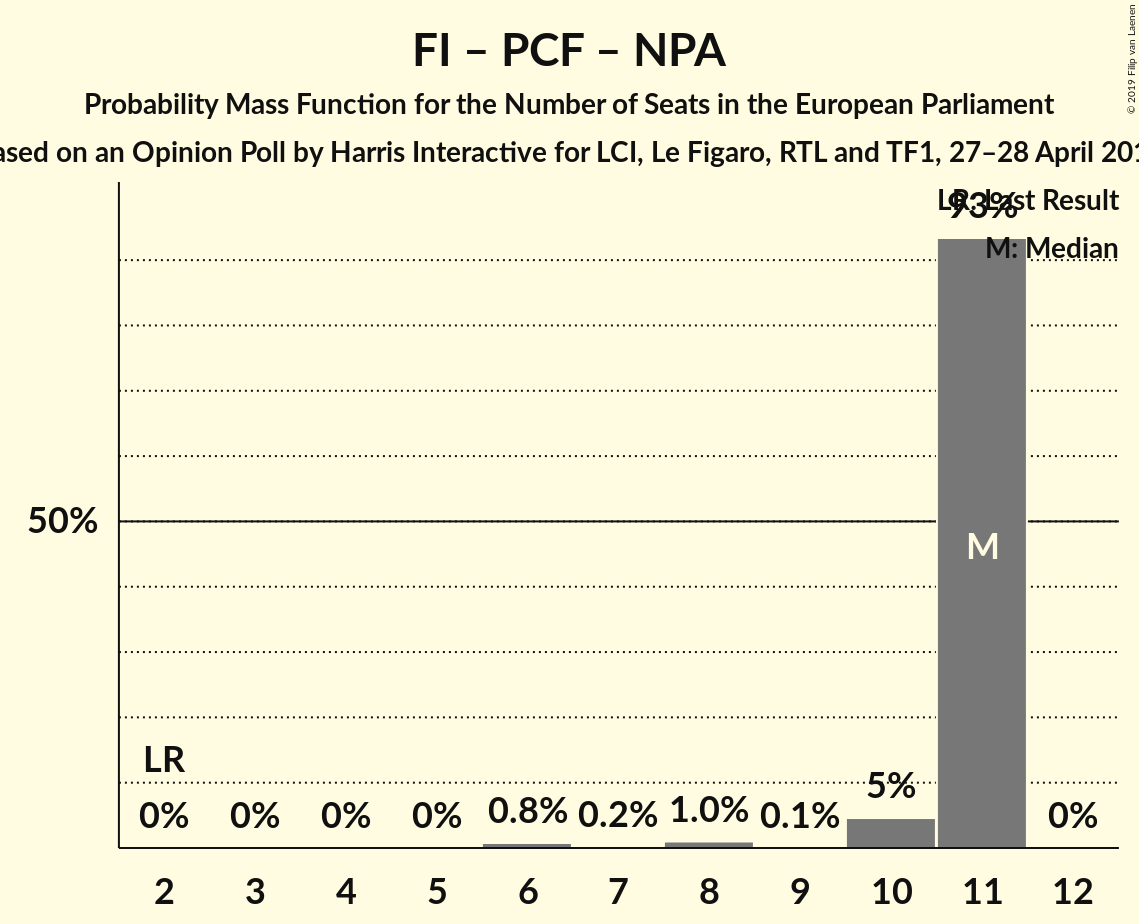 FI – PCF – NPA
Probability Mass Function for the Number of Seats in the European Parliament
ased on an Opinion Poll by Harris Interactive for LCI, Le Figaro, RTL and TF1, 27–28 April 201
© 2019 Filip van Laenen
LR: Last Result
93%
M: Median
50%
M
LR
0% 0% 0% 0% 0.8% 0.2% 1.0% 0.1% 5% 0%
2 3 4 5 6 7 8 9 10 11 12